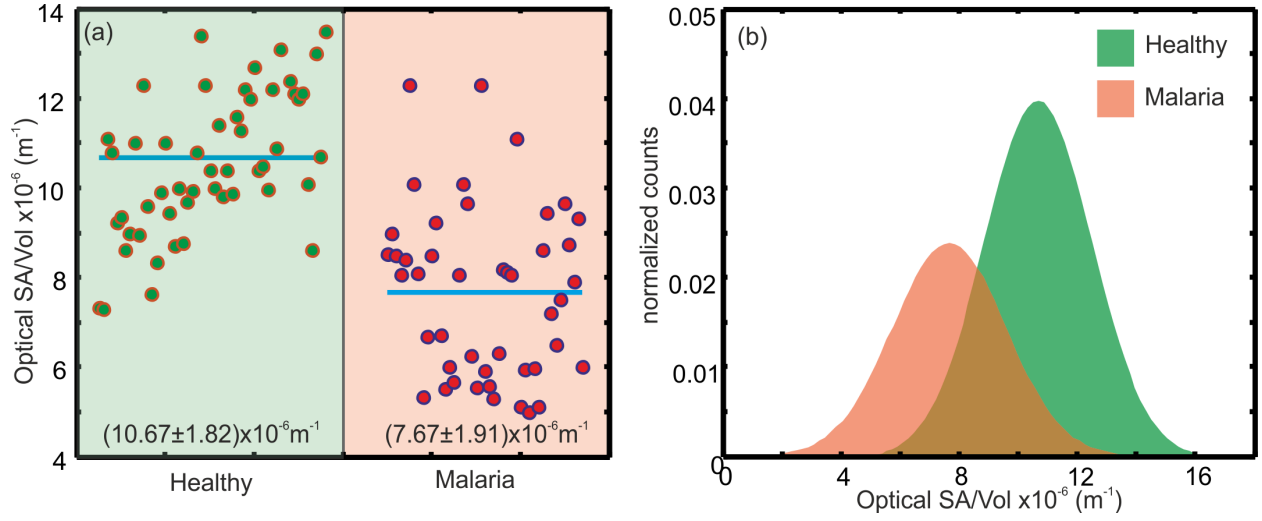 (a)
14
12
10
8
6
4
Optical SA/Vol x10⁻⁶ (m⁻¹)
(10.67±1.82)x10⁻⁶m⁻¹
(7.67±1.91)x10⁻⁶m⁻¹
Healthy
Malaria
(b)
0.05
0.04
0.03
0.02
0.01
0
normalized counts
Healthy
Malaria
0
4
8
12
16
Optical SA/Vol x10⁻⁶ (m⁻¹)